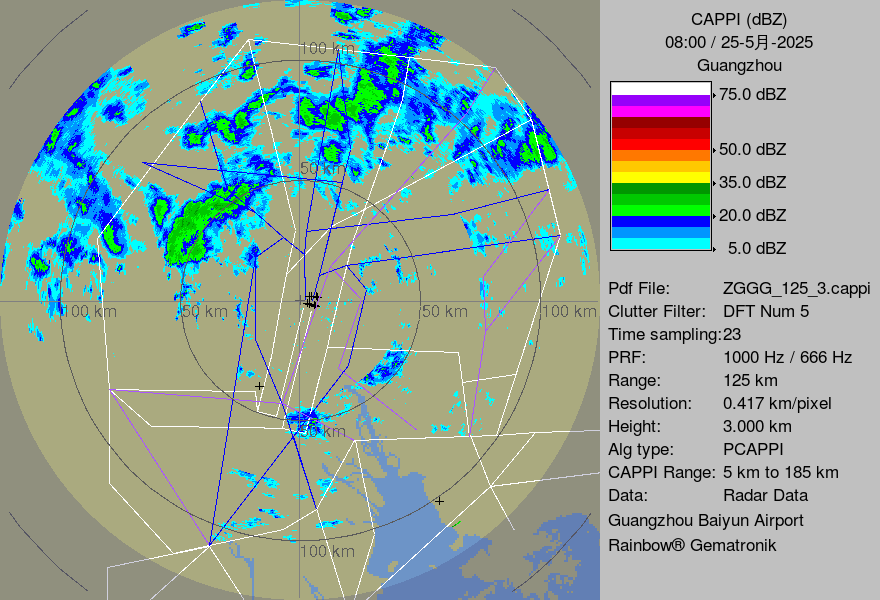 CAPPI (dBZ)
08:00 / 25-5月-2025
Guangzhou
75.0 dBZ
50.0 dBZ
35.0 dBZ
20.0 dBZ
5.0 dBZ
Pdf File: ZGGG_125_3.cappi
Clutter Filter: DFT Num 5
Time sampling:23
PRF: 1000 Hz / 666 Hz
Range: 125 km
Resolution: 0.417 km/pixel
Height: 3.000 km
Alg type: PCAPPI
CAPPI Range: 5 km to 185 km
Data: Radar Data
Guangzhou Baiyun Airport
Rainbow® Gematronik
100 km
50 km
100 km
50 km
50 km
100 km
50 km
100 km